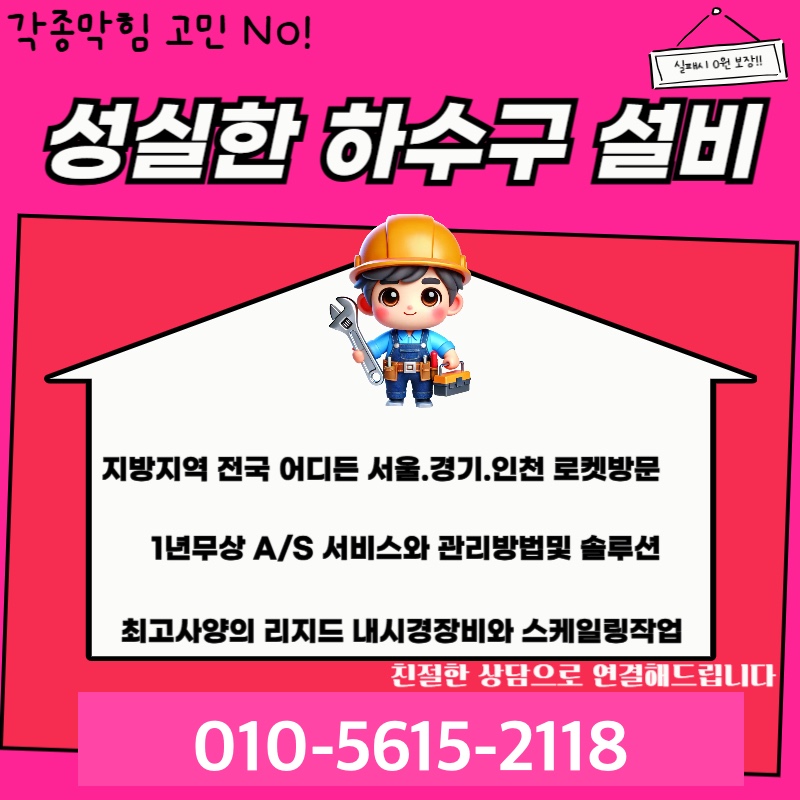 각종막힘 고민 No!
실패시 0원 보장!!
성실한 하수구 설비
지방지역 전국 어디든 서울.경기.인천 로켓방문
1년무상 A/S 서비스와 관리방법및 솔루션
최고사양의 리지드 내시경장비와 스케일링작업
친절한 상담으로 연결해드립니다
010-5615-2118